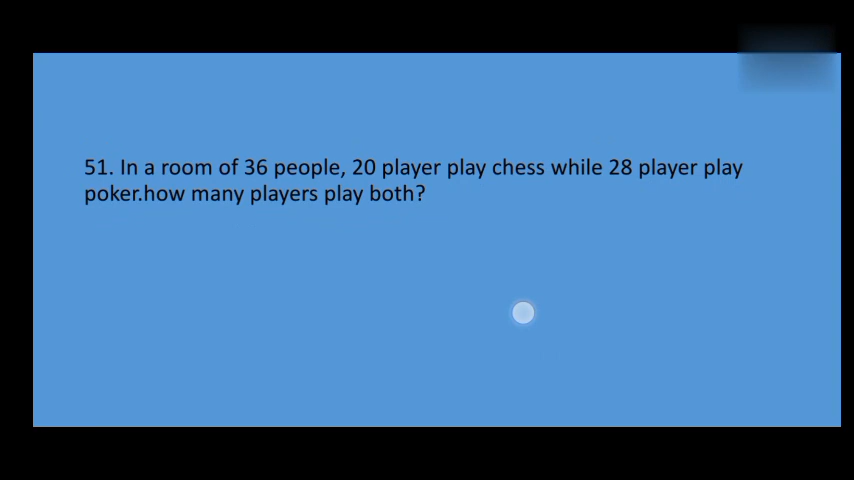 51. In a room of 36 people, 20 player play chess while 28 player play
poker.how many players play both?